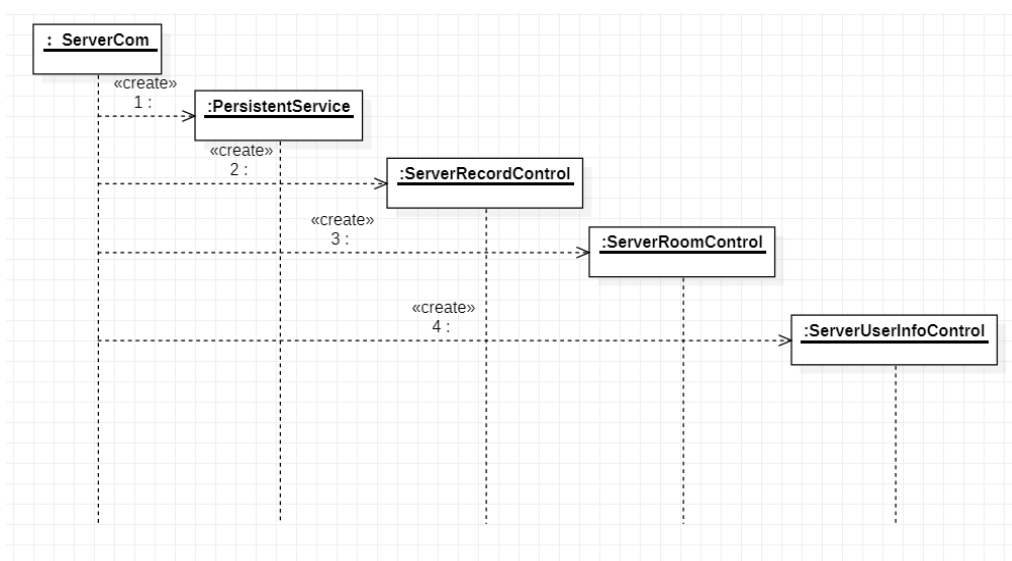 : ServerCom
«create»
1 :
:PersistentService
«create»
2 :
:ServerRecordControl
«create»
3 :
:ServerRoomControl
«create»
4 :
:ServerUserInfoControl